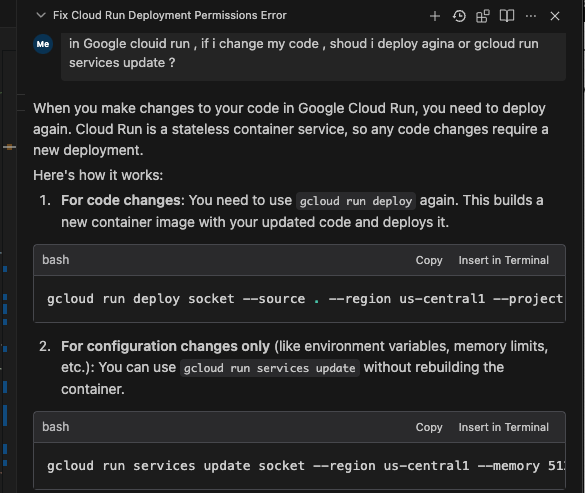 Fix Cloud Run Deployment Permissions Error
Me
in Google clouid run , if i change my code , shoud i deploy agina or gcloud run
services update ?
When you make changes to your code in Google Cloud Run, you need to deploy
again. Cloud Run is a stateless container service, so any code changes require a
new deployment.
Here's how it works:
1. For code changes: You need to use gcloud run deploy again. This builds a
new container image with your updated code and deploys it.
bash Copy Insert in Terminal
gcloud run deploy socket --source . --region us-central1 --project
2. For configuration changes only (like environment variables, memory limits,
etc.): You can use gcloud run services update without rebuilding the
container.
bash Copy Insert in Terminal
gcloud run services update socket --region us-central1 --memory 51